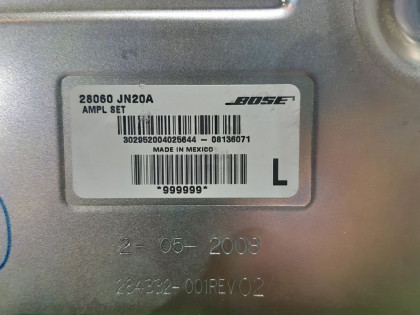 28060 JN20A BOSE
AMPL SET
302952004025644 - 08136071
MADE IN MEXICO
*999999* L
2- 05- 2008
284332-001REV02